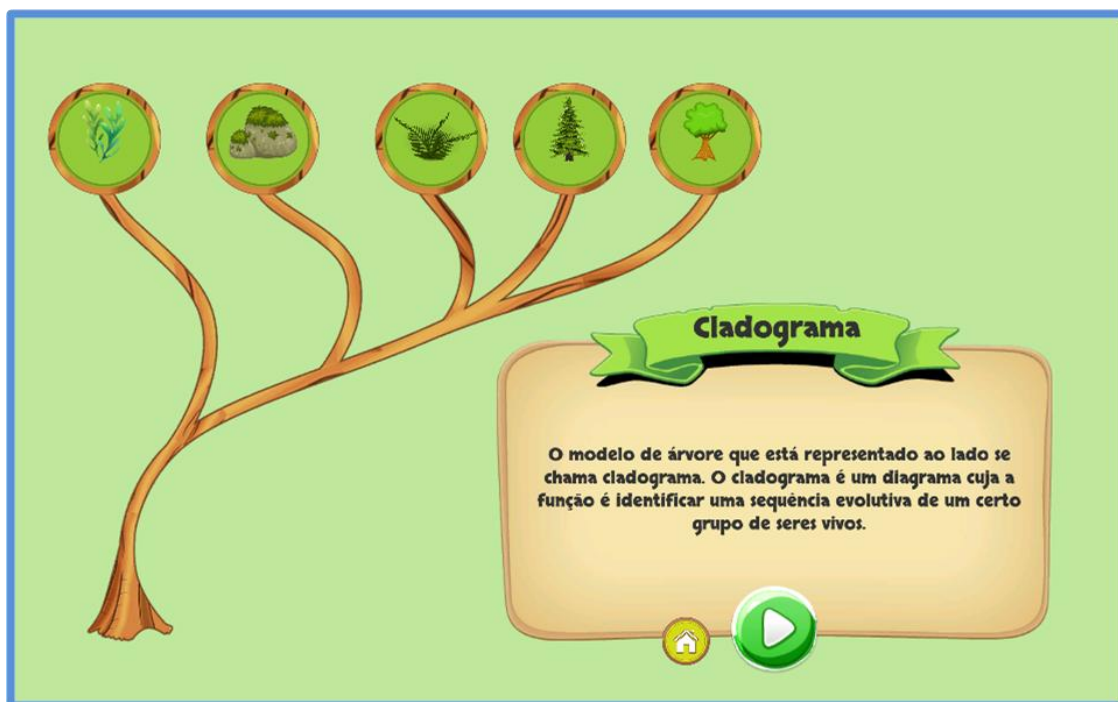 Cladograma
O modelo de árvore que está representado ao lado se
chama cladograma. O cladograma é um diagrama cuja a
função é identificar uma sequência evolutiva de um certo
grupo de seres vivos.